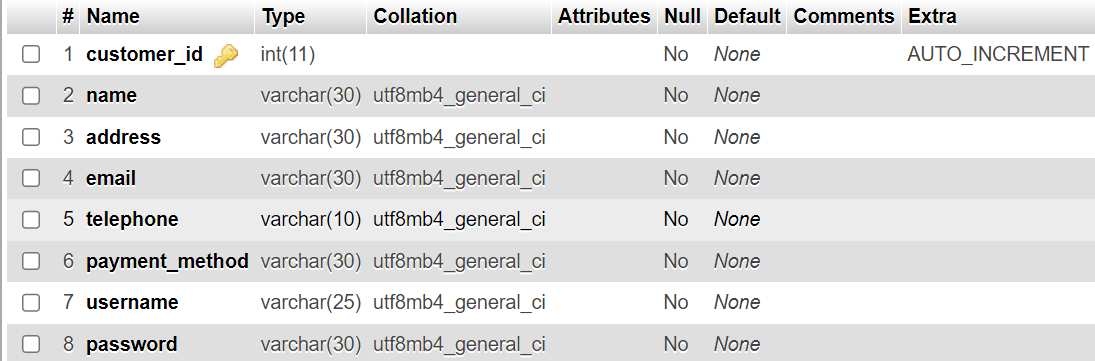 # Name Type Collation Attributes Null Default Comments Extra
1 customer_id int(11) No None AUTO_INCREMENT
2 name varchar(30) utf8mb4_general_ci No None
3 address varchar(30) utf8mb4_general_ci No None
4 email varchar(30) utf8mb4_general_ci No None
5 telephone varchar(10) utf8mb4_general_ci No None
6 payment_method varchar(30) utf8mb4_general_ci No None
7 username varchar(25) utf8mb4_general_ci No None
8 password varchar(30) utf8mb4_general_ci No None